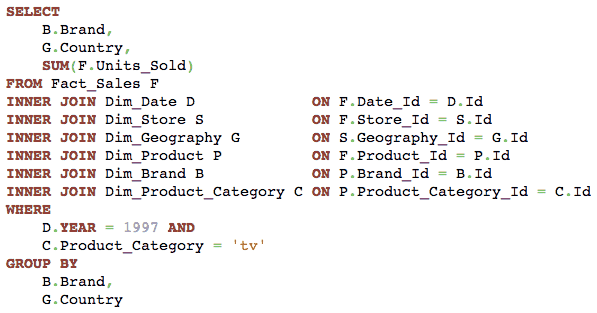 SELECT
    B.Brand,
    G.Country,
    SUM(F.Units_Sold)
FROM Fact_Sales F
INNER JOIN Dim_Date D             ON F.Date_Id = D.Id
INNER JOIN Dim_Store S            ON F.Store_Id = S.Id
INNER JOIN Dim_Geography G        ON S.Geography_Id = G.Id
INNER JOIN Dim_Product P          ON F.Product_Id = P.Id
INNER JOIN Dim_Brand B            ON P.Brand_Id = B.Id
INNER JOIN Dim_Product_Category C ON P.Product_Category_Id = C.Id
WHERE
    D.YEAR = 1997 AND
    C.Product_Category = 'tv'
GROUP BY
    B.Brand,
    G.Country